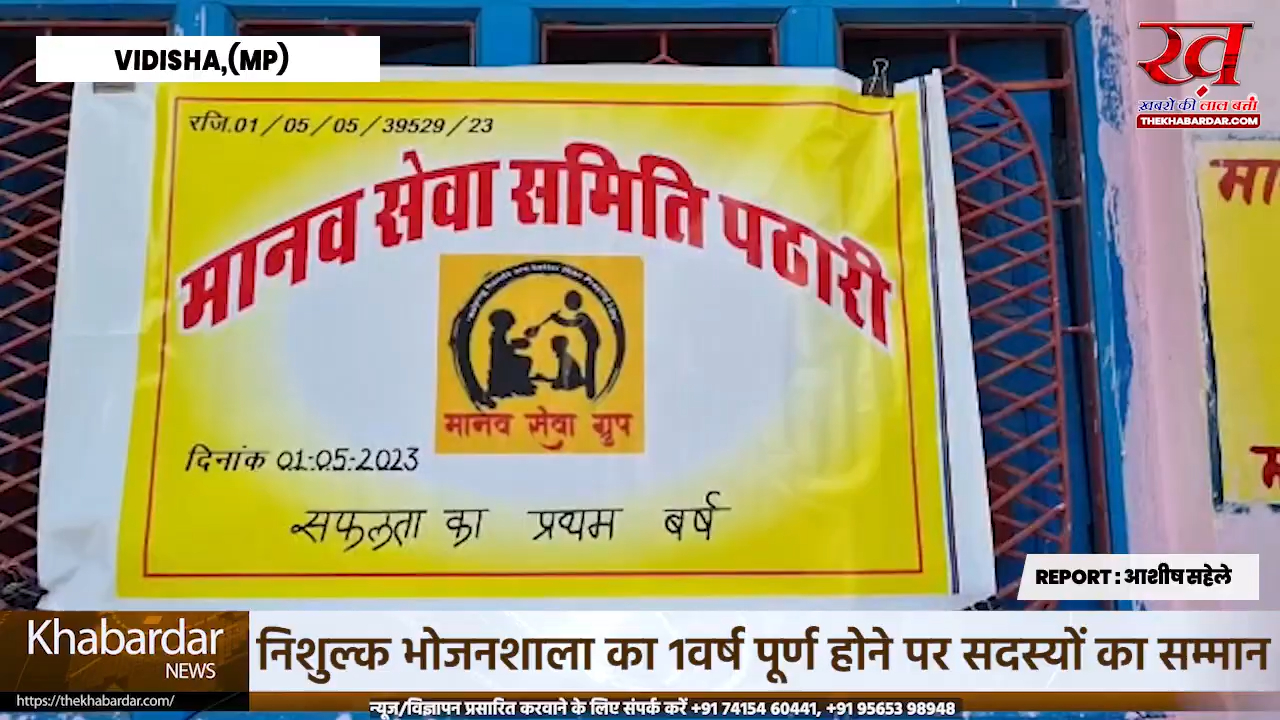 VIDISHA,(MP)
ख़
ख़बरों की लाल बत्ती
THEKHABARDAR.COM
रजि.01/05/05/39529/23
मानव सेवा समिति पठारी
मानव सेवा ग्रुप
दिनांक 01-05-2023
सफलता का प्रथम बर्ष
मा
म
REPORT : आशीष सहेले
Khabardar
NEWS
निशुल्क भोजनशाला का 1वर्ष पूर्ण होने पर सदस्यों का सम्मान
https://thekhabardar.com/
न्यूज/विज्ञापन प्रसारित करवाने के लिए संपर्क करें +91 74154 60441, +91 95653 98948